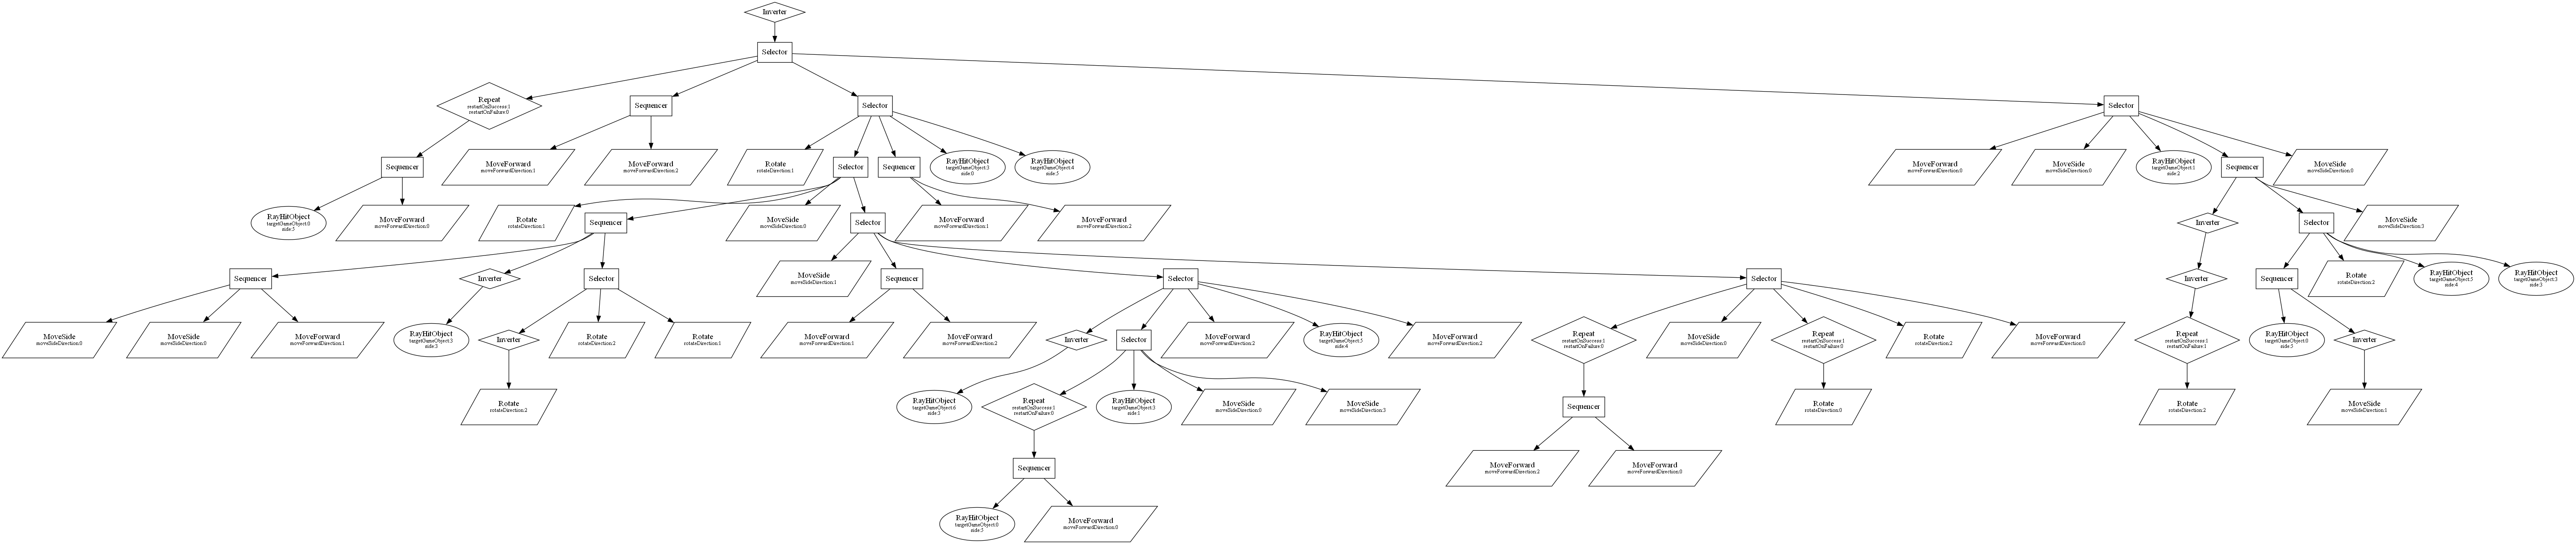 Inverter
Selector
Repeat
restartOnSuccess:1
restartOnFailure:0
Sequencer
Selector
Selector
Sequencer
MoveForward
moveForwardDirection:1
MoveForward
moveForwardDirection:2
Rotate
rotateDirection:1
Selector
Sequencer
RayHitObject
targetGameObject:3
side:0
RayHitObject
targetGameObject:4
side:5
MoveForward
moveForwardDirection:0
MoveSide
moveSideDirection:0
RayHitObject
targetGameObject:1
side:2
Sequencer
MoveSide
moveSideDirection:0
RayHitObject
targetGameObject:0
side:5
MoveForward
moveForwardDirection:0
Rotate
rotateDirection:1
Sequencer
MoveSide
moveSideDirection:0
Selector
MoveForward
moveForwardDirection:1
MoveForward
moveForwardDirection:2
Inverter
Selector
MoveSide
moveSideDirection:3
Sequencer
Inverter
Selector
MoveSide
moveSideDirection:1
Sequencer
Selector
Selector
Inverter
Sequencer
Rotate
rotateDirection:2
RayHitObject
targetGameObject:5
side:4
RayHitObject
targetGameObject:3
side:3
MoveSide
moveSideDirection:0
MoveSide
moveSideDirection:0
MoveForward
moveForwardDirection:1
RayHitObject
targetGameObject:3
side:3
Inverter
Rotate
rotateDirection:2
Rotate
rotateDirection:1
MoveForward
moveForwardDirection:1
MoveForward
moveForwardDirection:2
Inverter
Selector
MoveForward
moveForwardDirection:2
RayHitObject
targetGameObject:5
side:4
MoveForward
moveForwardDirection:2
Repeat
restartOnSuccess:1
restartOnFailure:0
MoveSide
moveSideDirection:0
Repeat
restartOnSuccess:1
restartOnFailure:0
Rotate
rotateDirection:2
MoveForward
moveForwardDirection:0
Repeat
restartOnSuccess:1
restartOnFailure:1
RayHitObject
targetGameObject:0
side:5
Inverter
Rotate
rotateDirection:2
RayHitObject
targetGameObject:6
side:3
Repeat
restartOnSuccess:1
restartOnFailure:0
RayHitObject
targetGameObject:3
side:1
MoveSide
moveSideDirection:0
MoveSide
moveSideDirection:3
Sequencer
Rotate
rotateDirection:0
Rotate
rotateDirection:2
MoveSide
moveSideDirection:1
Sequencer
MoveForward
moveForwardDirection:2
MoveForward
moveForwardDirection:0
RayHitObject
targetGameObject:0
side:5
MoveForward
moveForwardDirection:0